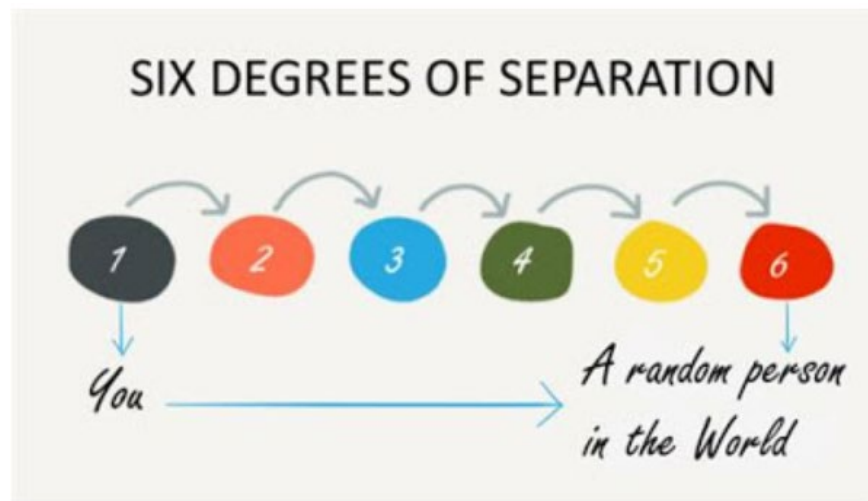 SIX DEGREES OF SEPARATION
1 2 3 4 5 6
You
A random person
in the World